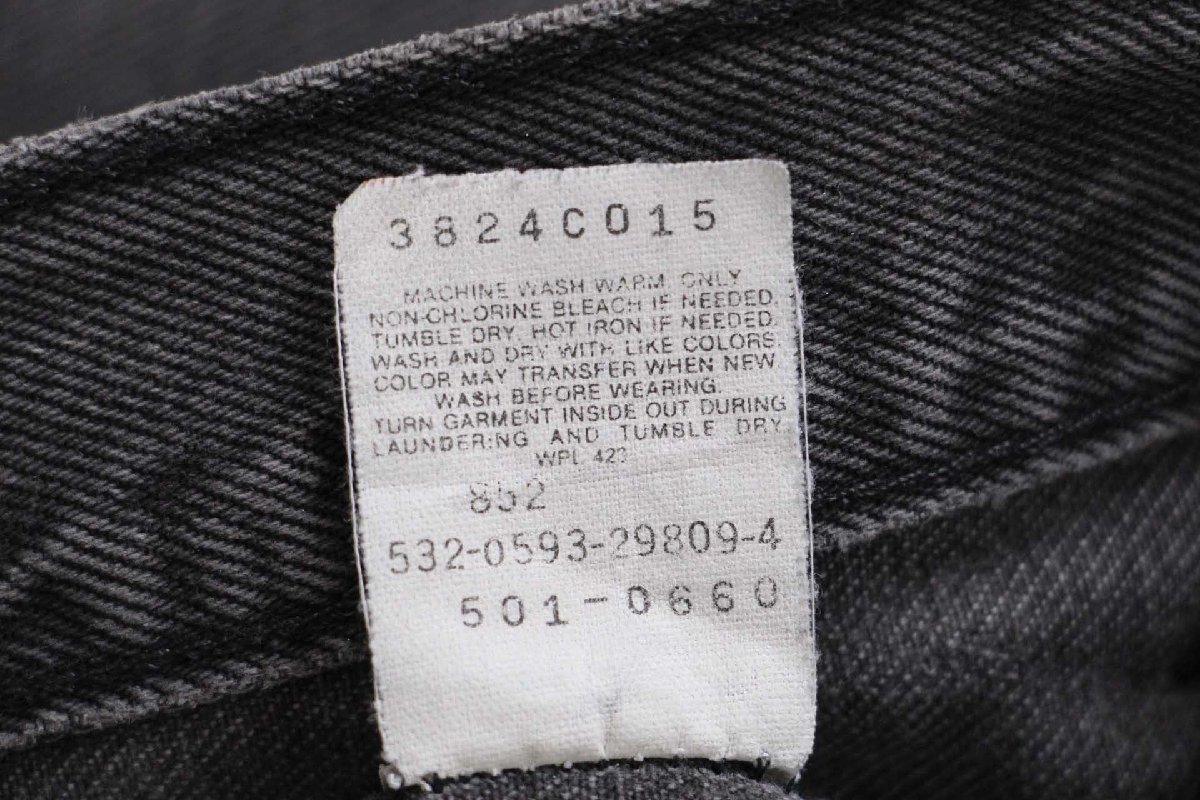 3824C015
MACHINE WASH WARM. ONLY
NON-CHLORINE BLEACH IF NEEDED.
TUMBLE DRY. HOT IRON IF NEEDED.
WASH AND DRY WITH LIKE COLORS.
COLOR MAY TRANSFER WHEN NEW
WASH BEFORE WEARING.
TURN GARMENT INSIDE OUT DURING
LAUNDERING AND TUMBLE DRY.
WPL 423
852
532-0593-29809-4
501-0660